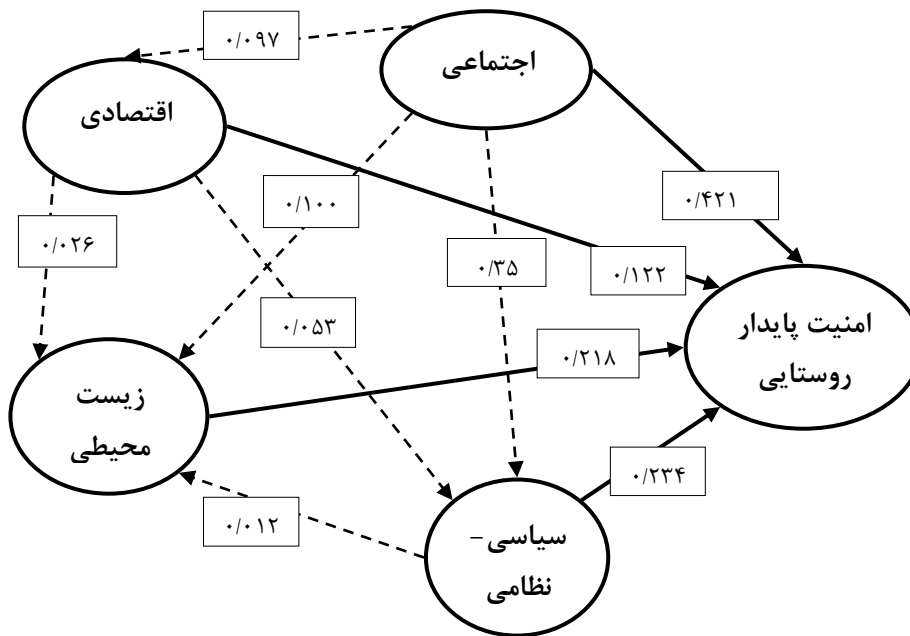 ۰/۰۹۷
اجتماعی
اقتصادی
۰/۱۰۰
۰/۴۲۱
۰/۰۲۶
۰/۳۵
۰/۱۲۲
۰/۰۵۳
امنیت پایدار
روستایی
۰/۲۱۸
زیست
محیطی
۰/۲۳۴
۰/۰۱۲
سیاسی-
نظامی